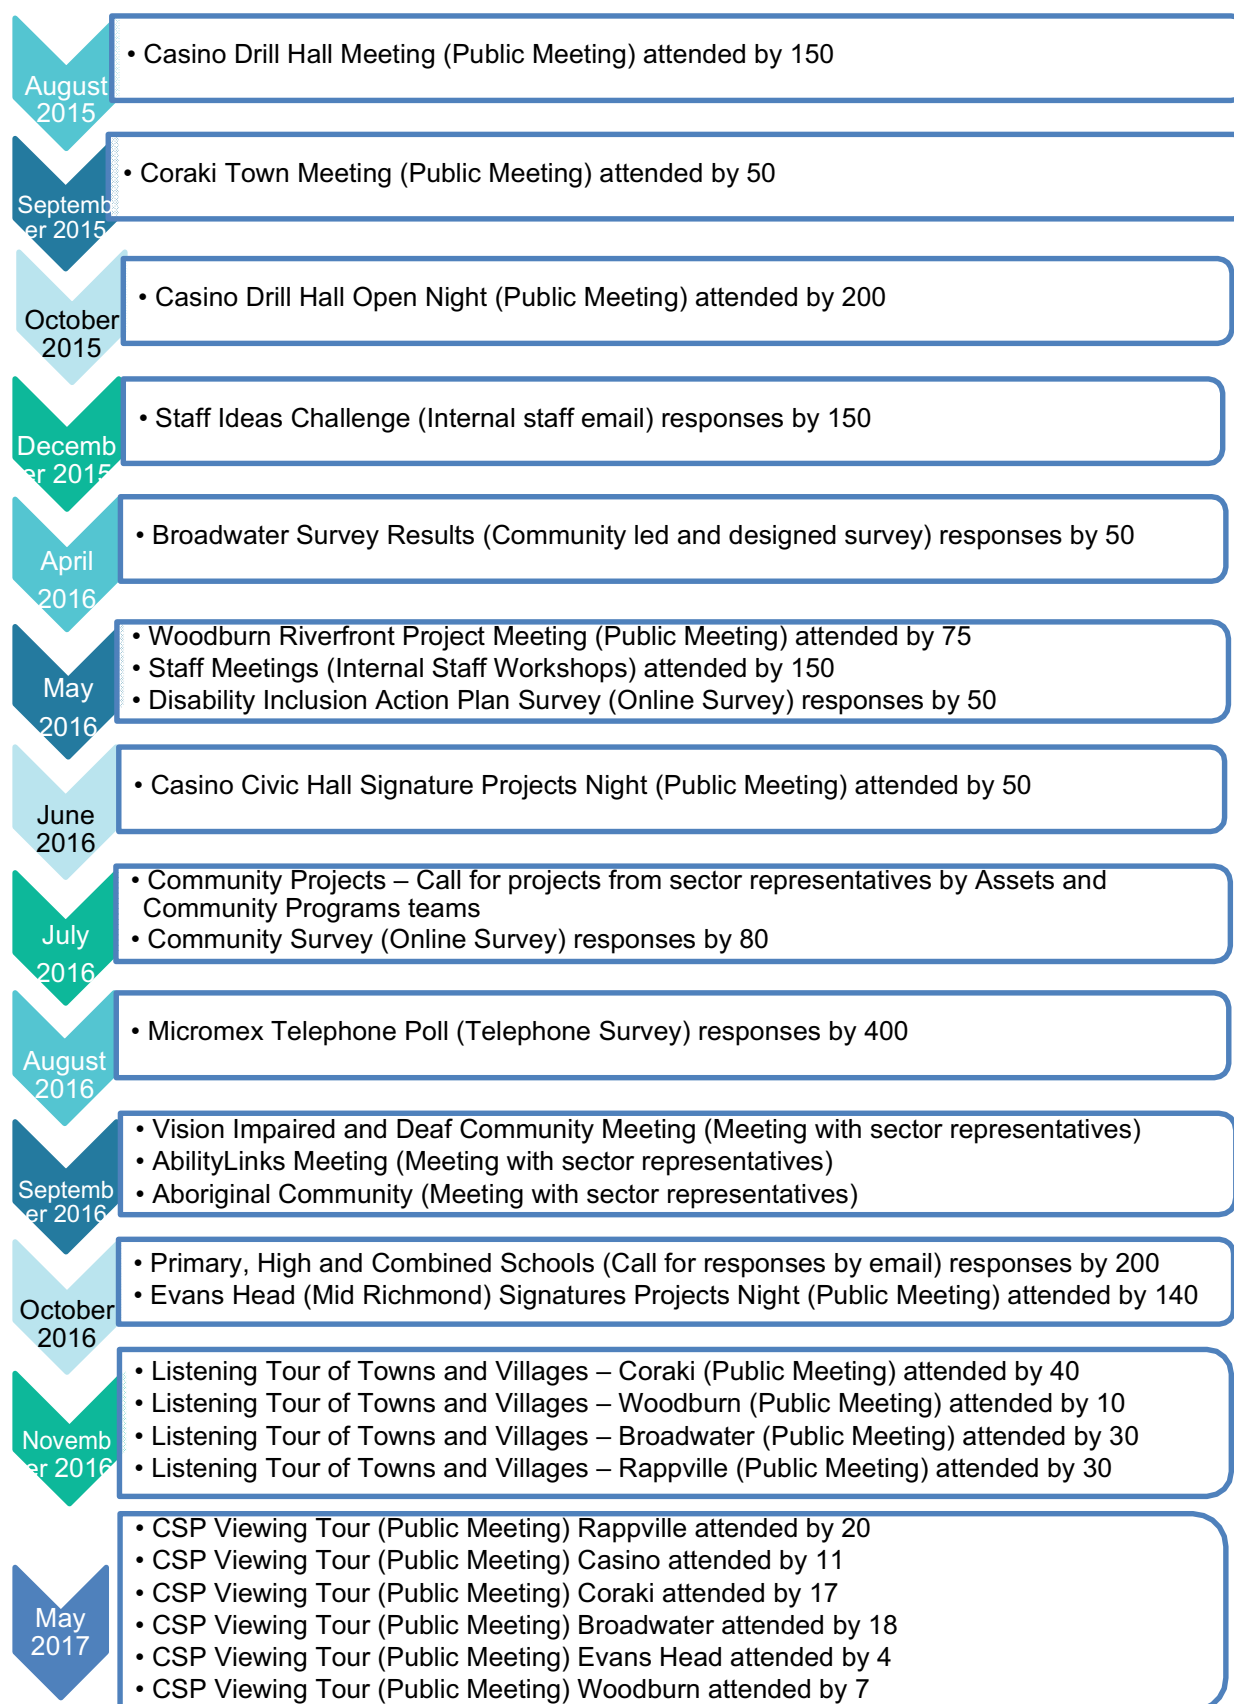 August
2015
• Casino Drill Hall Meeting (Public Meeting) attended by 150
Septemb
er 2015
• Coraki Town Meeting (Public Meeting) attended by 50
October
2015
• Casino Drill Hall Open Night (Public Meeting) attended by 200
Decemb
er 2015
• Staff Ideas Challenge (Internal staff email) responses by 150
April
2016
• Broadwater Survey Results (Community led and designed survey) responses by 50
May
2016
• Woodburn Riverfront Project Meeting (Public Meeting) attended by 75
• Staff Meetings (Internal Staff Workshops) attended by 150
• Disability Inclusion Action Plan Survey (Online Survey) responses by 50
June
2016
• Casino Civic Hall Signature Projects Night (Public Meeting) attended by 50
July
2016
• Community Projects – Call for projects from sector representatives by Assets and
Community Programs teams
• Community Survey (Online Survey) responses by 80
August
2016
• Micromex Telephone Poll (Telephone Survey) responses by 400
Septemb
er 2016
• Vision Impaired and Deaf Community Meeting (Meeting with sector representatives)
• AbilityLinks Meeting (Meeting with sector representatives)
• Aboriginal Community (Meeting with sector representatives)
October
2016
• Primary, High and Combined Schools (Call for responses by email) responses by 200
• Evans Head (Mid Richmond) Signatures Projects Night (Public Meeting) attended by 140
Novemb
er 2016
• Listening Tour of Towns and Villages – Coraki (Public Meeting) attended by 40
• Listening Tour of Towns and Villages – Woodburn (Public Meeting) attended by 10
• Listening Tour of Towns and Villages – Broadwater (Public Meeting) attended by 30
• Listening Tour of Towns and Villages – Rappville (Public Meeting) attended by 30
May
2017
• CSP Viewing Tour (Public Meeting) Rappville attended by 20
• CSP Viewing Tour (Public Meeting) Casino attended by 11
• CSP Viewing Tour (Public Meeting) Coraki attended by 17
• CSP Viewing Tour (Public Meeting) Broadwater attended by 18
• CSP Viewing Tour (Public Meeting) Evans Head attended by 4
• CSP Viewing Tour (Public Meeting) Woodburn attended by 7